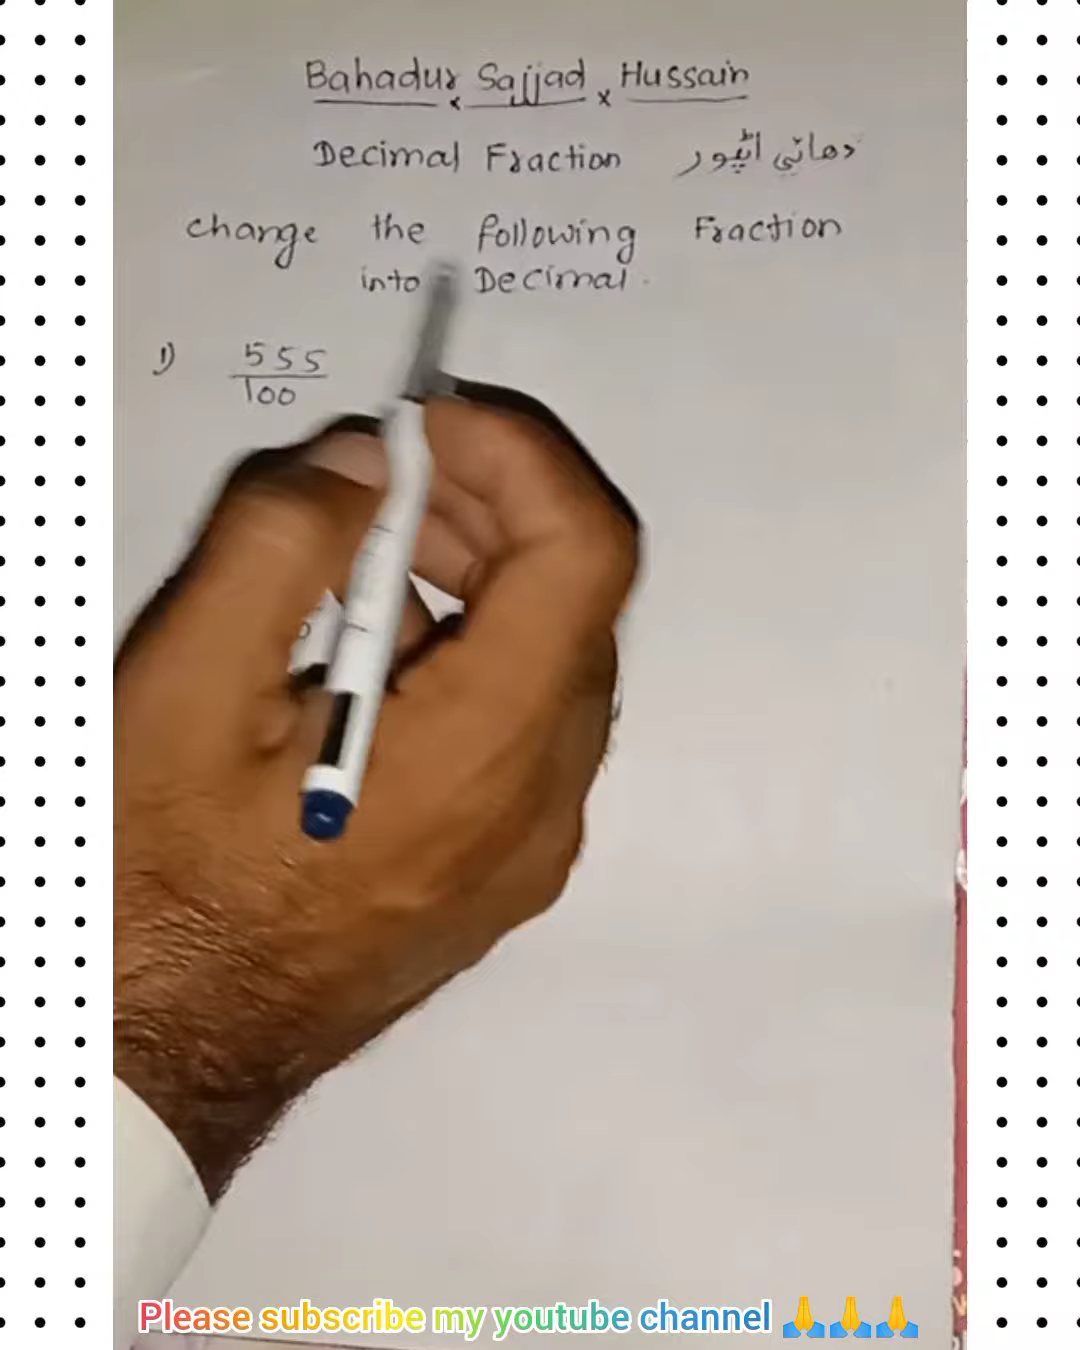 Bahadur Sajjad Hussain
Decimal Fraction دھائی اپور
change the following Fraction
into Decimal.
1) 555
100
Please subscribe my youtube channel 🙏🙏🙏